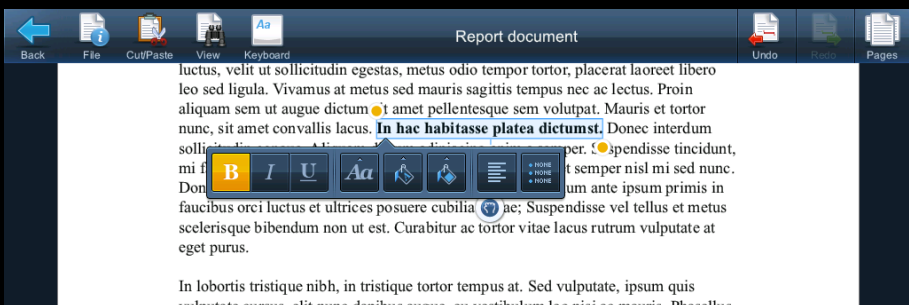 Aa
Report document
Back
File
Cut/Paste
View
Keyboard
Undo
Redo
Pages
luctus, velit ut sollicitudin egestas, metus odio tempor tortor, placerat laoreet libero
leo sed ligula. Vivamus at metus sed mauris sagittis tempus nec ac lectus. Proin
aliquam sem ut augue dictum sit amet pellentesque sem volutpat. Mauris et tortor
nunc, sit amet convallis lacus. In hac habitasse platea dictumst. Donec interdum
per. Suspendisse tincidunt,
B I U Aa NONE NONE NONE
mi
t semper nisl mi sed nunc.
Don
um ante ipsum primis in
faucibus orci luctus et ultrices posuere cubilia ae; Suspendisse vel tellus et metus
scelerisque bibendum non ut est. Curabitur ac tortor vitae lacus rutrum vulputate at
eget purus.
In lobortis tristique nibh, in tristique tortor tempus at. Sed vulputate, ipsum quis